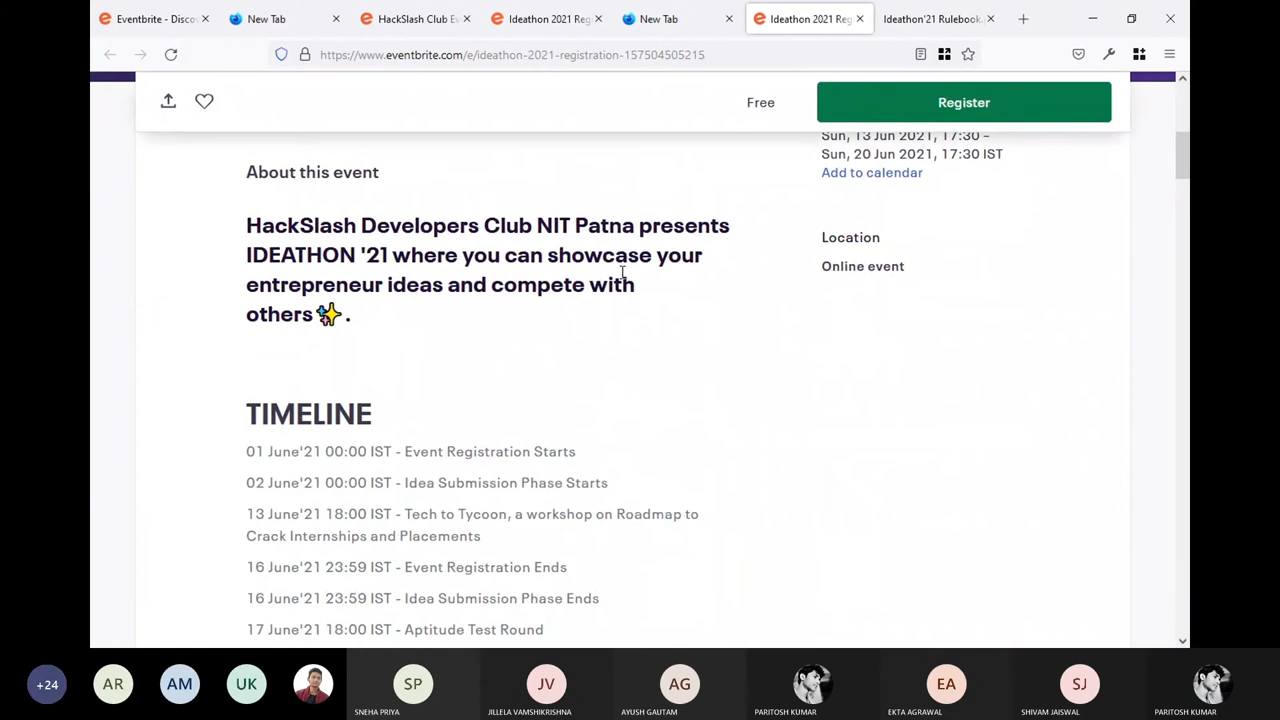 Eventbrite - Disco
New Tab
HackSlash Club Ev
Ideathon 2021 Reg
New Tab
Ideathon 2021 Reg
Ideathon'21 Rulebook.
https://www.eventbrite.com/e/ideathon-2021-registration-157504505215
Free
Register
Sun, 13 Jun 2021, 17:30 –
Sun, 20 Jun 2021, 17:30 IST
Add to calendar
About this event
HackSlash Developers Club NIT Patna presents
IDEATHON '21 where you can showcase your
entrepreneur ideas and compete with
others✨.
Location
Online event
TIMELINE
01 June'21 00:00 IST - Event Registration Starts
02 June'21 00:00 IST - Idea Submission Phase Starts
13 June'21 18:00 IST - Tech to Tycoon, a workshop on Roadmap to
Crack Internships and Placements
16 June'21 23:59 IST - Event Registration Ends
16 June'21 23:59 IST - Idea Submission Phase Ends
17 June'21 18:00 IST - Aptitude Test Round
+24
AR
AM
UK
SP
JV
AG
EA
SJ
SNEHA PRIYA
JILLELA VAMSHIKRISHNA
AYUSH GAUTAM
PARITOSH KUMAR
EKTA AGRAWAL
SHIVAM JAISWAL
PARITOSH KUMAR